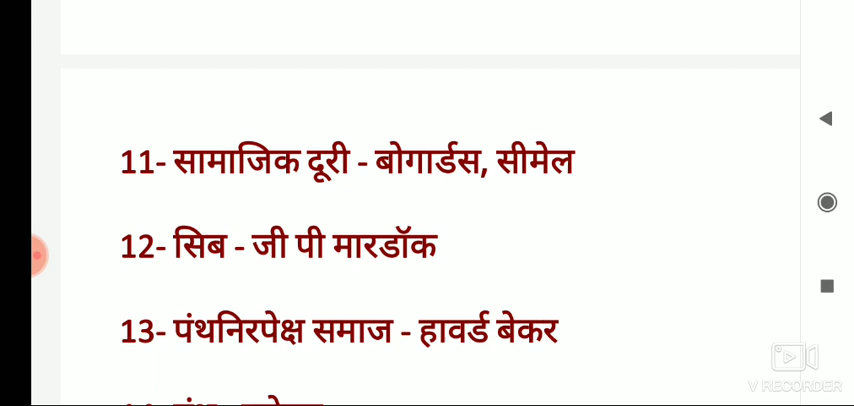 11- सामाजिक दूरी - बोगार्डस, सीमेल
12- सिब - जी पी मारडॉक
13- पंथनिरपेक्ष समाज - हावर्ड बेकर
V RECORDER